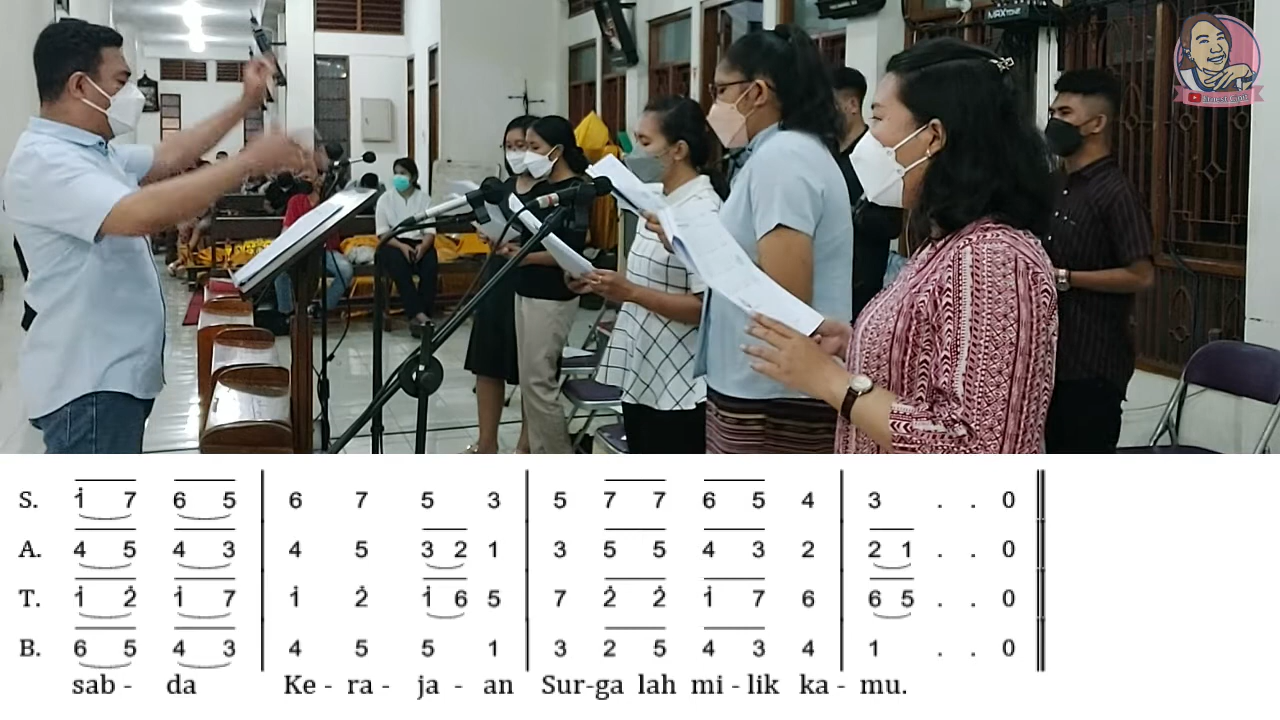 S. i̇ 7 6 5 | 6 7 5 3 | 5 7 7 6 5 4 | 3 . . 0
A. 4 5 4 3 | 4 5 3 2 1 | 3 5 5 4 3 2 | 2 1 . . 0
T. 1̇ 2̇ 1̇ 7 | 1̇ 2̇ 1̇ 6 5 | 7 2̇ 2̇ 1̇ 7 6 | 6 5 . . 0
B. 6 5 4 3 | 4 5 5 1 | 3 2 5 4 3 4 | 1 . . 0
sab - da Ke - ra - ja - an Sur-ga lah mi - lik ka - mu.